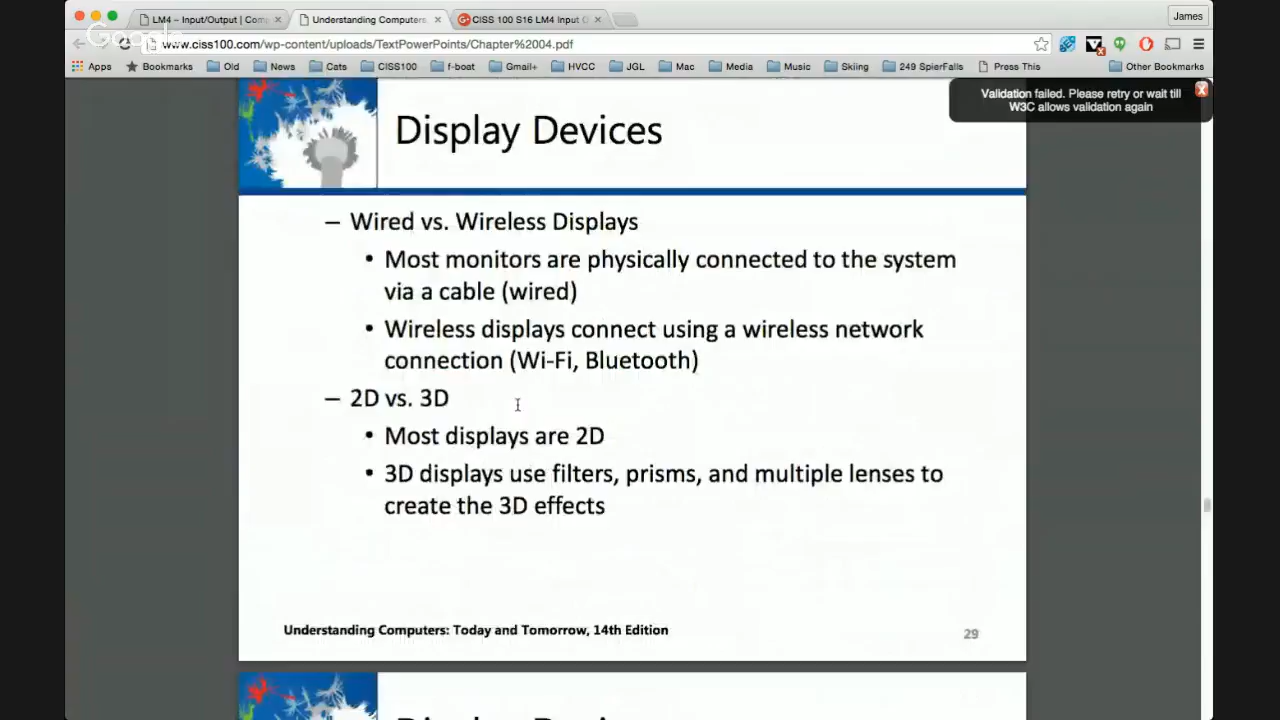 LM4 – Input/Output | Comp
Understanding Computers,
CISS 100 S16 LM4 Input O
James
Google
www.ciss100.com/wp-content/uploads/TextPowerPoints/Chapter%2004.pdf
Apps
Bookmarks
Old
News
Cats
CISS100
f-boat
Gmail+
HVCC
JGL
Mac
Media
Music
Skiing
249 SpierFalls
Press This
Other Bookmarks
Validation failed. Please retry or wait till
W3C allows validation again
Display Devices
– Wired vs. Wireless Displays
• Most monitors are physically connected to the system
via a cable (wired)
• Wireless displays connect using a wireless network
connection (Wi-Fi, Bluetooth)
– 2D vs. 3D
• Most displays are 2D
• 3D displays use filters, prisms, and multiple lenses to
create the 3D effects
Understanding Computers: Today and Tomorrow, 14th Edition
29
Display Devices